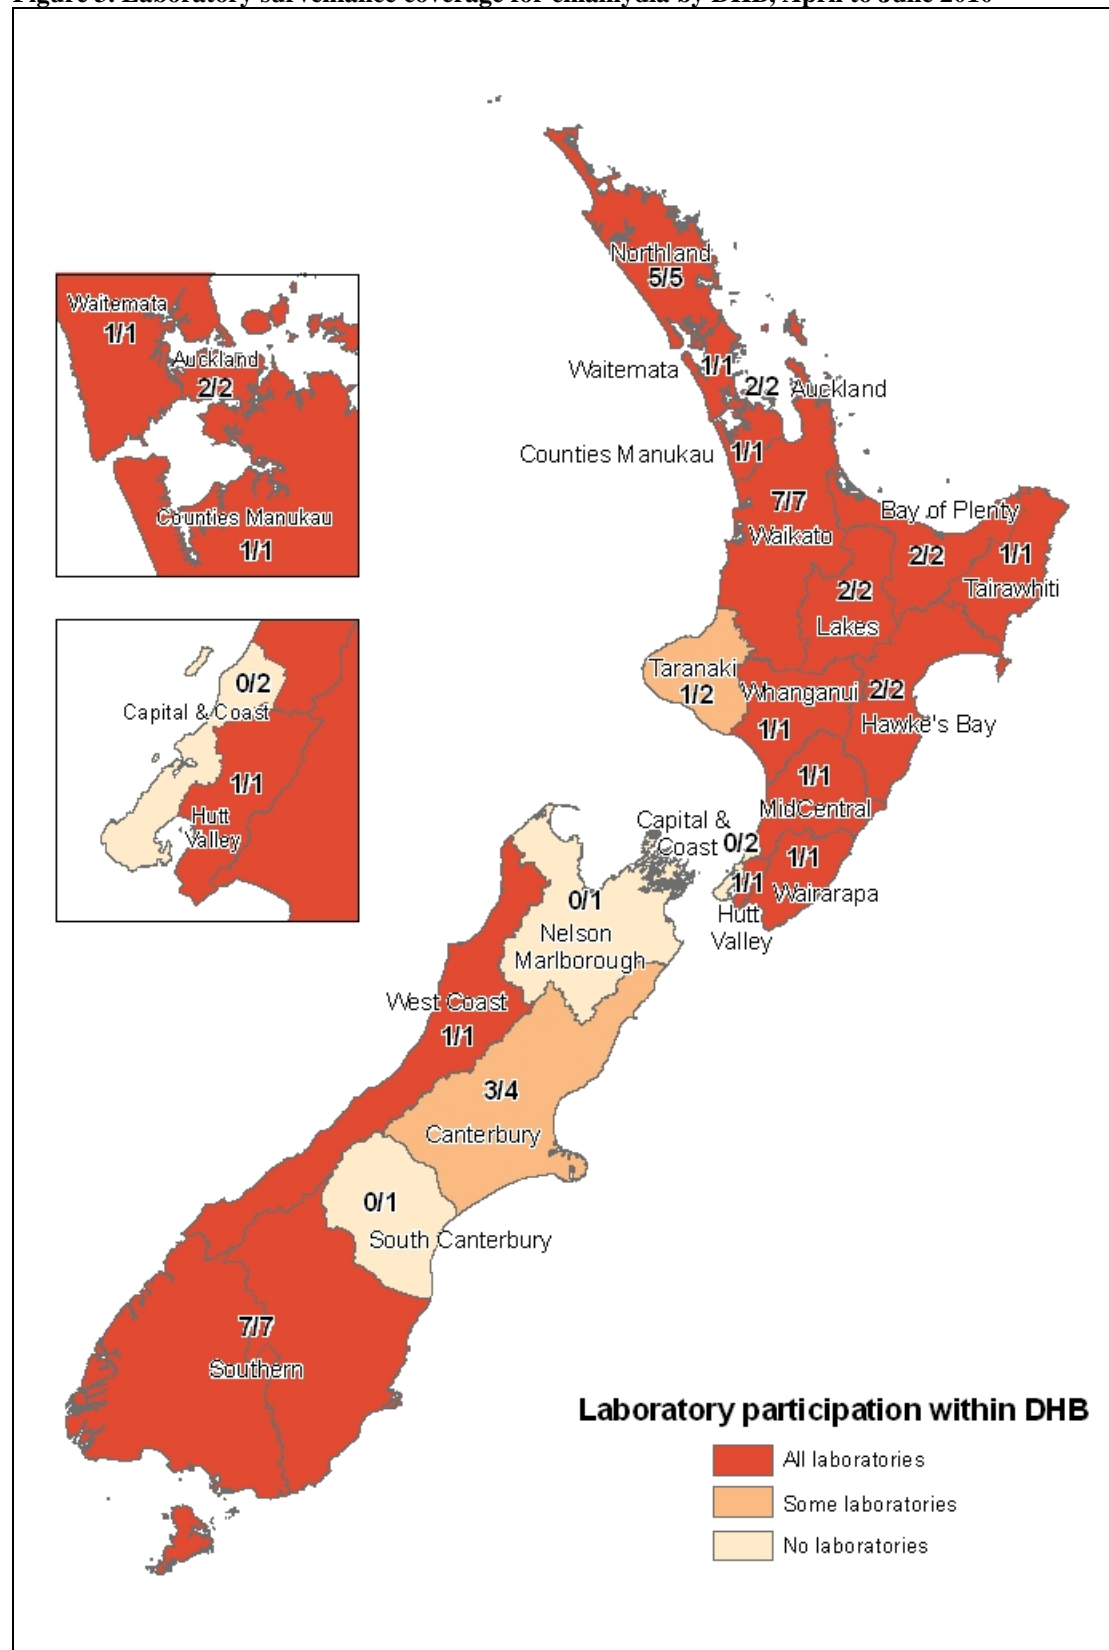 Figure 3. Laboratory surveillance coverage for chlamydia by DHB, April to June 2010
Northland
5/5
Waitemata
1/1
Auckland
2/2
Counties Manukau
1/1
Waitemata
1/1
2/2
Auckland
Counties Manukau
1/1
7/7
Waikato
Bay of Plenty
2/2
1/1
Tairawhiti
2/2
Lakes
Taranaki
1/2
Whanganui
1/1
2/2
Hawke's Bay
1/1
MidCentral
0/2
Capital & Coast
1/1
Hutt
Valley
Capital &
Coast
0/2
1/1
Wairarapa
1/1
Hutt
Valley
0/1
Nelson
Marlborough
West Coast
1/1
3/4
Canterbury
0/1
South Canterbury
7/7
Southern
Laboratory participation within DHB
All laboratories
Some laboratories
No laboratories